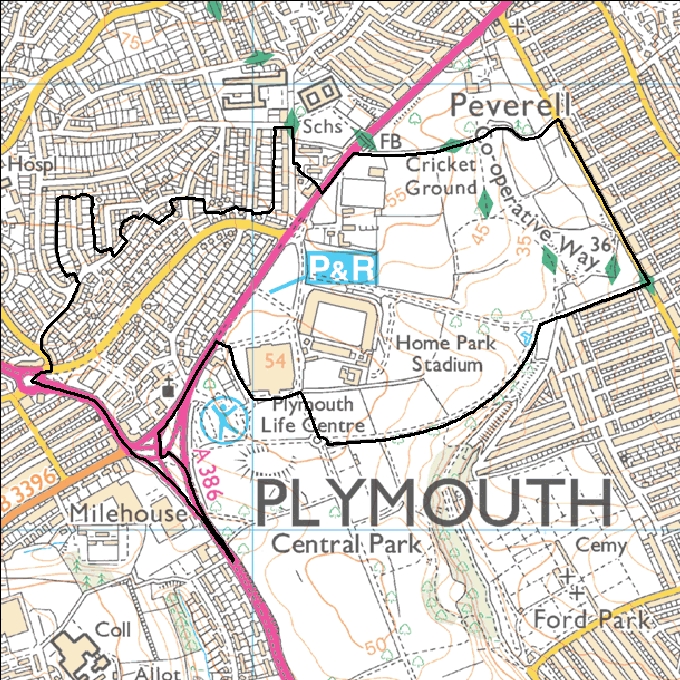 75
Peverell
Schs
FB
Hospl
Cricket
Ground
Co-operative Way
55
45
35
36
P&R
54
Home Park
Stadium
Plymouth
Life Centre
A 386
B 3396
PLYMOUTH
Milehouse
Central Park
Cemy
Ford Park
Coll
50
Allot